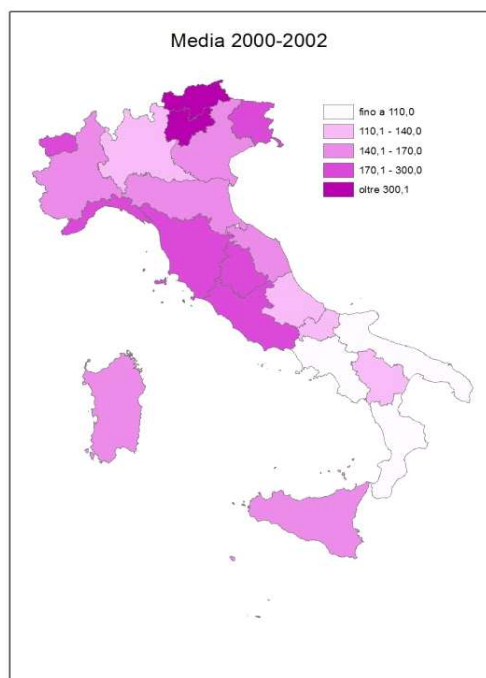 Media 2000-2002
fino a 110,0
110,1 - 140,0
140,1 - 170,0
170,1 - 300,0
oltre 300,1